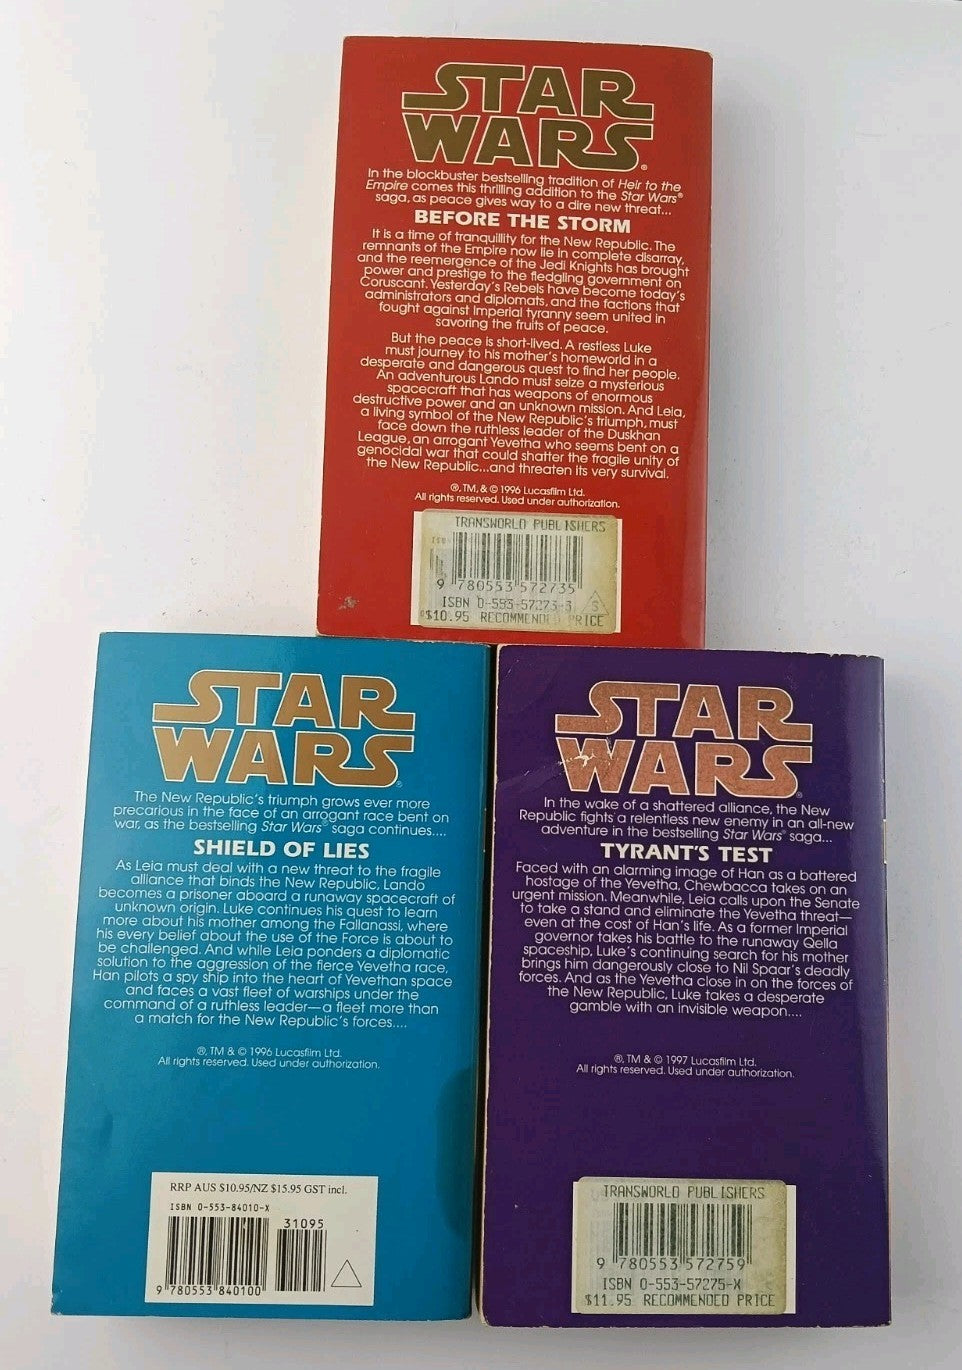 STAR
WARS®
In the blockbuster bestselling tradition of Heir to the
Empire comes this thrilling addition to the Star Wars®
saga, as peace gives way to a dire new threat...
BEFORE THE STORM
It is a time of tranquillity for the New Republic. The
remnants of the Empire now lie in complete disarray,
and the reemergence of the Jedi Knights has brought
power and prestige to the fledgling government on
Coruscant. Yesterday's Rebels have become today's
administrators and diplomats, and the factions that
fought against Imperial tyranny seem united in
savoring the fruits of peace.
But the peace is short-lived. A restless Luke
must journey to his mother's homeworld in a
desperate and dangerous quest to find her people.
An adventurous Lando must seize a mysterious
spacecraft that has weapons of enormous
destructive power and an unknown mission. And Leia,
a living symbol of the New Republic's triumph, must
face down the ruthless leader of the Duskhan
League, an arrogant Yevetha who seems bent on a
genocidal war that could shatter the fragile unity of
the New Republic...and threaten its very survival.
®, TM, & © 1996 Lucasfilm Ltd.
All rights reserved. Used under authorization.
TRANSWORLD PUBLISHERS
ISB
9 780553 572735
ISBN 0-553-57273-3
$10.95 RECOMMENDED PRICE
3
STAR
WARS®
The New Republic's triumph grows ever more
precarious in the face of an arrogant race bent on
war, as the bestselling Star Wars® saga continues....
SHIELD OF LIES
As Leia must deal with a new threat to the fragile
alliance that binds the New Republic, Lando
becomes a prisoner aboard a runaway spacecraft of
unknown origin. Luke continues his quest to learn
more about his mother among the Fallanassi, where
his every belief about the use of the Force is about to
be challenged. And while Leia ponders a diplomatic
solution to the aggression of the fierce Yevetha race,
Han pilots a spy ship into the heart of Yevethan space
and faces a vast fleet of warships under the
command of a ruthless leader—a fleet more than
a match for the New Republic's forces....
®, TM & © 1996 Lucasfilm Ltd.
All rights reserved. Used under authorization.
RRP AUS $10.95/NZ $15.95 GST incl.
ISBN 0-553-84010-X
31095
9 780553 840100
STAR
WARS®
In the wake of a shattered alliance, the New
Republic fights a relentless new enemy in an all-new
adventure in the bestselling Star Wars® saga...
TYRANT'S TEST
Faced with an alarming image of Han as a battered
hostage of the Yevetha, Chewbacca takes on an
urgent mission. Meanwhile, Leia calls upon the Senate
to take a stand and eliminate the Yevetha threat—
even at the cost of Han's life. As a former Imperial
governor takes his battle to the runaway Qella
spaceship, Luke's continuing search for his mother
brings him dangerously close to Nil Spaar's deadly
forces. And as the Yevetha close in on the forces of
the New Republic, Luke takes a desperate
gamble with an invisible weapon....
®, TM & © 1997 Lucasfilm Ltd.
All rights reserved. Used under authorization.
TRANSWORLD PUBLISHERS
9 780553 572759
ISBN 0-553-57275-X
$11.95 RECOMMENDED PRICE